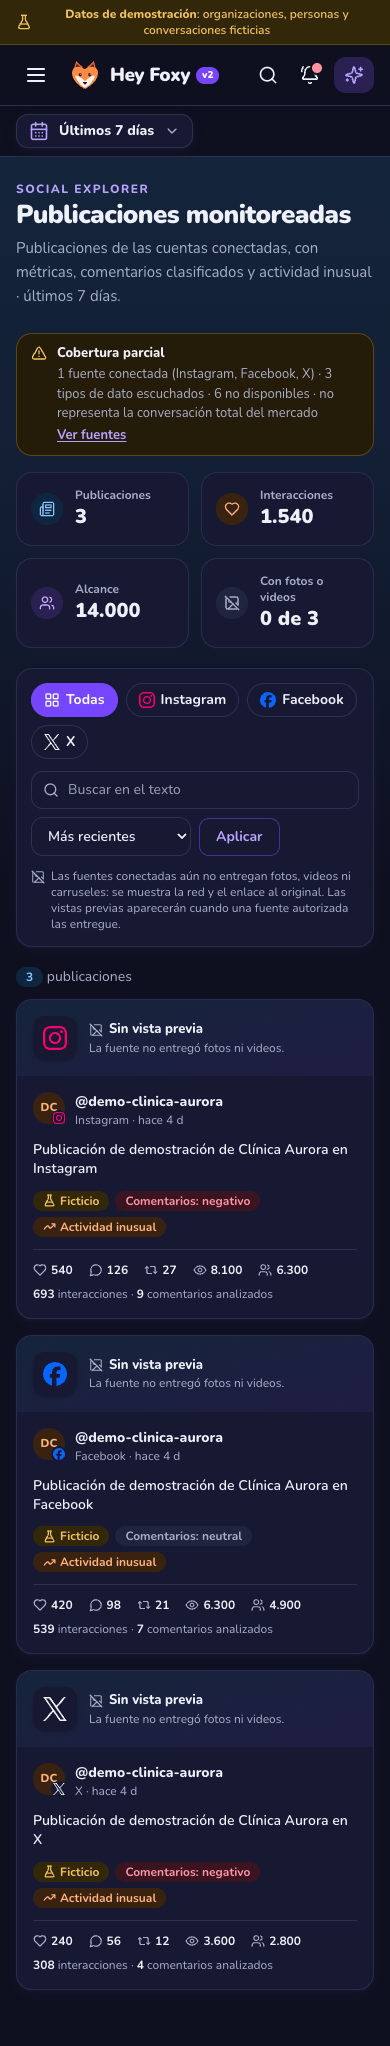 Datos de demostración: organizaciones, personas y
conversaciones ficticias
Hey Foxy v2
Últimos 7 días
SOCIAL EXPLORER
Publicaciones monitoreadas
Publicaciones de las cuentas conectadas, con
métricas, comentarios clasificados y actividad inusual
· últimos 7 días.
Cobertura parcial
1 fuente conectada (Instagram, Facebook, X) · 3
tipos de dato escuchados · 6 no disponibles · no
representa la conversación total del mercado
Ver fuentes
Publicaciones
3
Interacciones
1.540
Alcance
14.000
Con fotos o
videos
0 de 3
Todas
Instagram
Facebook
X
Buscar en el texto
Más recientes
Aplicar
Las fuentes conectadas aún no entregan fotos, videos ni
carruseles: se muestra la red y el enlace al original. Las
vistas previas aparecerán cuando una fuente autorizada
las entregue.
3 publicaciones
Sin vista previa
La fuente no entregó fotos ni videos.
DC
@demo-clinica-aurora
Instagram · hace 4 d
Publicación de demostración de Clínica Aurora en
Instagram
Ficticio
Comentarios: negativo
Actividad inusual
540 126 27 8.100 6.300
693 interacciones · 9 comentarios analizados
Sin vista previa
La fuente no entregó fotos ni videos.
DC
@demo-clinica-aurora
Facebook · hace 4 d
Publicación de demostración de Clínica Aurora en
Facebook
Ficticio
Comentarios: neutral
Actividad inusual
420 98 21 6.300 4.900
539 interacciones · 7 comentarios analizados
Sin vista previa
La fuente no entregó fotos ni videos.
DC
@demo-clinica-aurora
X · hace 4 d
Publicación de demostración de Clínica Aurora en
X
Ficticio
Comentarios: negativo
Actividad inusual
240 56 12 3.600 2.800
308 interacciones · 4 comentarios analizados